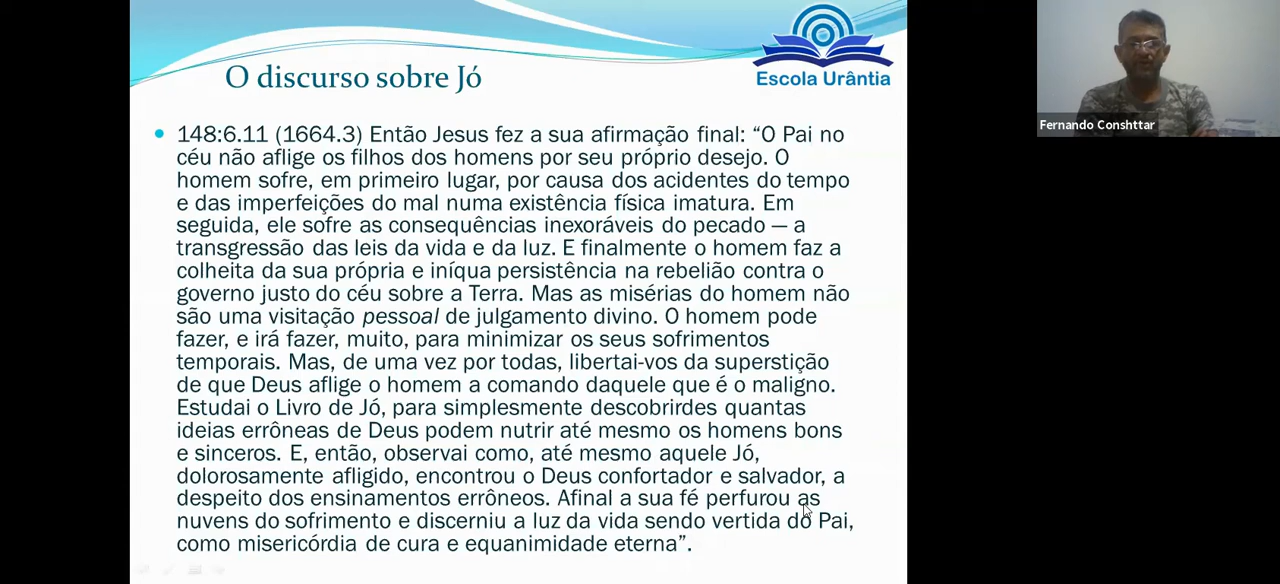 O discurso sobre Jó
Escola Urântia
148:6.11 (1664.3) Então Jesus fez a sua afirmação final: “O Pai no
céu não aflige os filhos dos homens por seu próprio desejo. O
homem sofre, em primeiro lugar, por causa dos acidentes do tempo
e das imperfeições do mal numa existência física imatura. Em
seguida, ele sofre as consequências inexoráveis do pecado — a
transgressão das leis da vida e da luz. E finalmente o homem faz a
colheita da sua própria e iníqua persistência na rebelião contra o
governo justo do céu sobre a Terra. Mas as misérias do homem não
são uma visitação pessoal de julgamento divino. O homem pode
fazer, e irá fazer, muito, para minimizar os seus sofrimentos
temporais. Mas, de uma vez por todas, libertai-vos da superstição
de que Deus aflige o homem a comando daquele que é o maligno.
Estudai o Livro de Jó, para simplesmente descobrirdes quantas
ideias errôneas de Deus podem nutrir até mesmo os homens bons
e sinceros. E, então, observai como, até mesmo aquele Jó,
dolorosamente afligido, encontrou o Deus confortador e salvador, a
despeito dos ensinamentos errôneos. Afinal a sua fé perfurou as
nuvens do sofrimento e discerniu a luz da vida sendo vertida do Pai,
como misericórdia de cura e equanimidade eterna”.
Fernando Conshttar